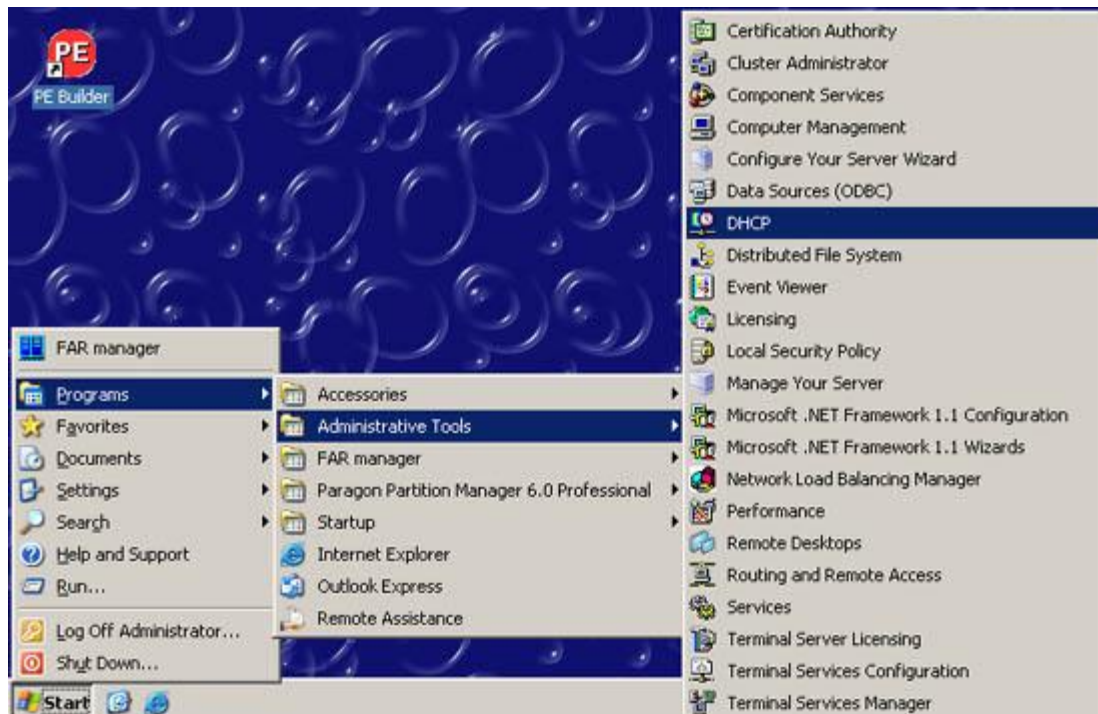 PE
PE Builder
FAR manager
Programs
Favorites
Documents
Settings
Search
Help and Support
Run...
Log Off Administrator...
Shut Down...
Start
Accessories
Administrative Tools
FAR manager
Paragon Partition Manager 6.0 Professional
Startup
Internet Explorer
Outlook Express
Remote Assistance
Certification Authority
Cluster Administrator
Component Services
Computer Management
Configure Your Server Wizard
Data Sources (ODBC)
DHCP
Distributed File System
Event Viewer
Licensing
Local Security Policy
Manage Your Server
Microsoft .NET Framework 1.1 Configuration
Microsoft .NET Framework 1.1 Wizards
Network Load Balancing Manager
Performance
Remote Desktops
Routing and Remote Access
Services
Terminal Server Licensing
Terminal Services Configuration
Terminal Services Manager